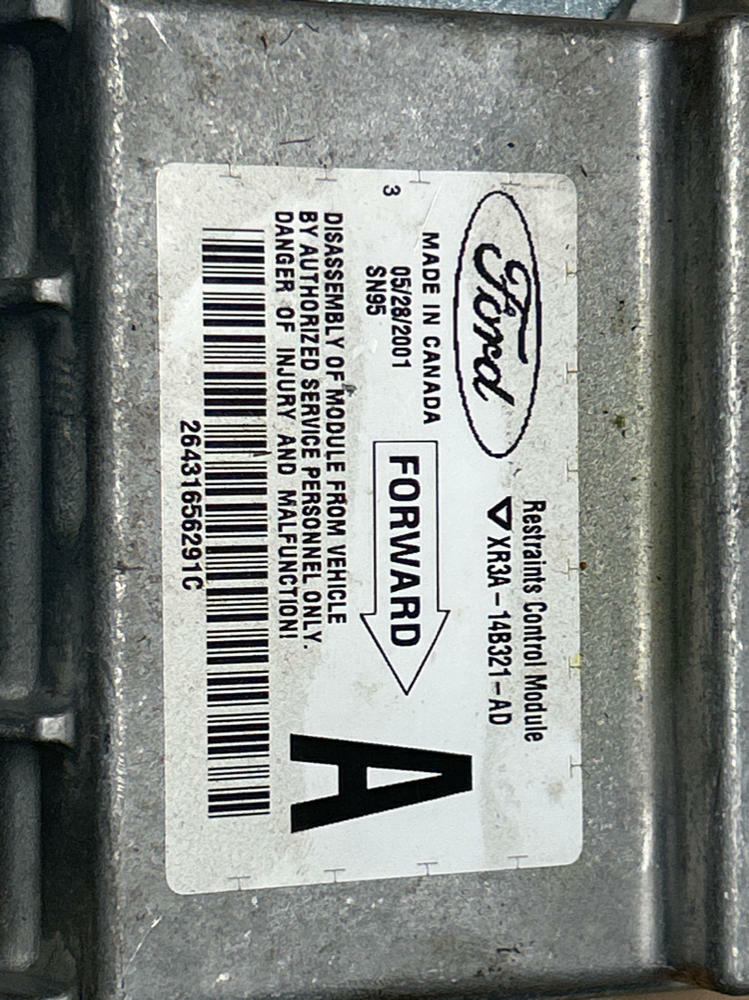 Ford
Restraints Control Module
▽ XR3A-14B321-AD
MADE IN CANADA
3
05/28/2001
SN95
FORWARD
DISASSEMBLY OF MODULE FROM VEHICLE
BY AUTHORIZED SERVICE PERSONNEL ONLY.
DANGER OF INJURY AND MALFUNCTION!
A
26431656291C